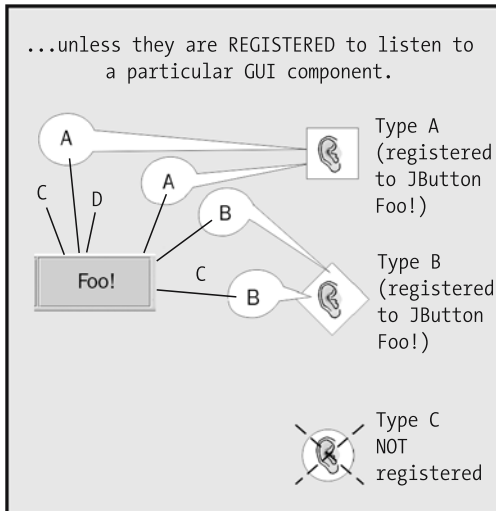 ...unless they are REGISTERED to listen to
a particular GUI component.
A
Type A
(registered
to JButton
Foo!)
A
C
D
B
Foo!
C
B
Type B
(registered
to JButton
Foo!)
Type C
NOT
registered